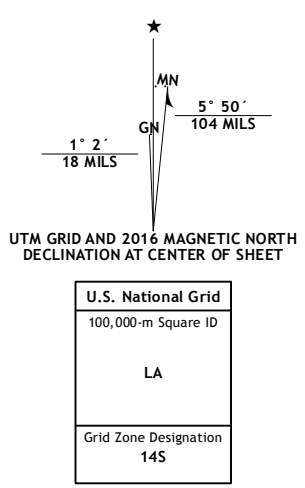 ★
MN
5° 50´
104 MILS
GN
1° 2´
18 MILS
UTM GRID AND 2016 MAGNETIC NORTH
DECLINATION AT CENTER OF SHEET
U.S. National Grid
100,000-m Square ID
LA
Grid Zone Designation
14S